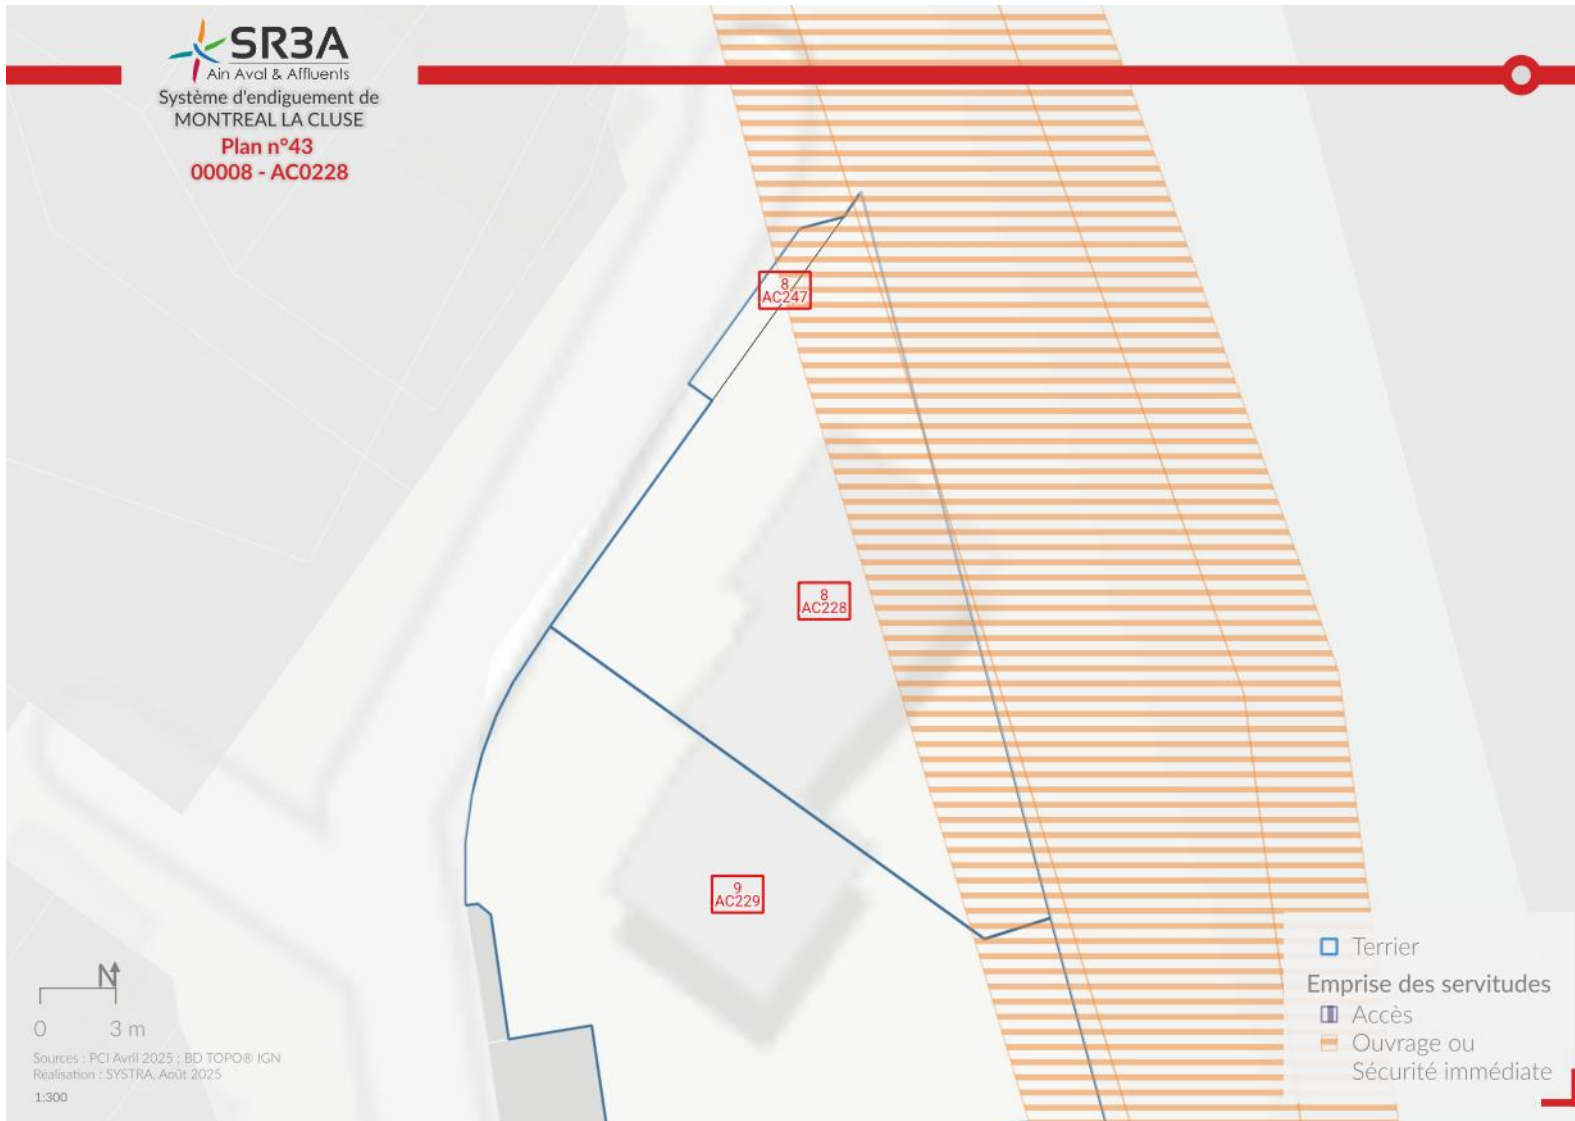 SR3A
Ain Aval & Affluents
Système d'endiguement de
MONTREAL LA CLUSE
Plan n°43
00008 - AC0228
8
AC247
8
AC228
9
AC229
N
0 3 m
Sources : PCI Avril 2025 ; BD TOPO® IGN
Réalisation : SYSTRA, Août 2025
1:300
Terrier
Emprise des servitudes
Accès
Ouvrage ou
Sécurité immédiate